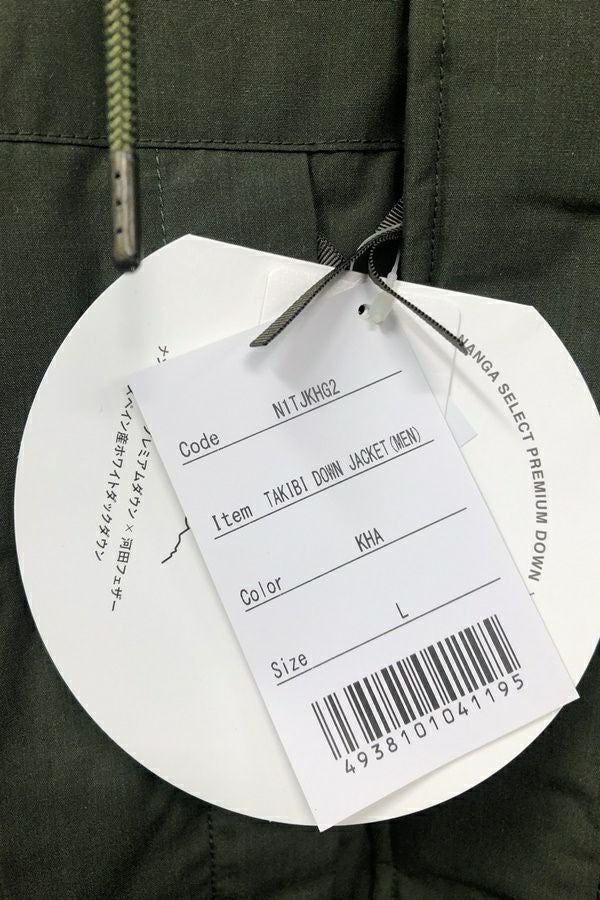 Code N1TJKHG2
Item TAKIBI DOWN JACKET(MEN)
Color KHA
Size L
4938101041195
NANGA SELECT PREMIUM DOWN
プレミアムダウン×河田フェザー
ペイン産ホワイトダックダウン